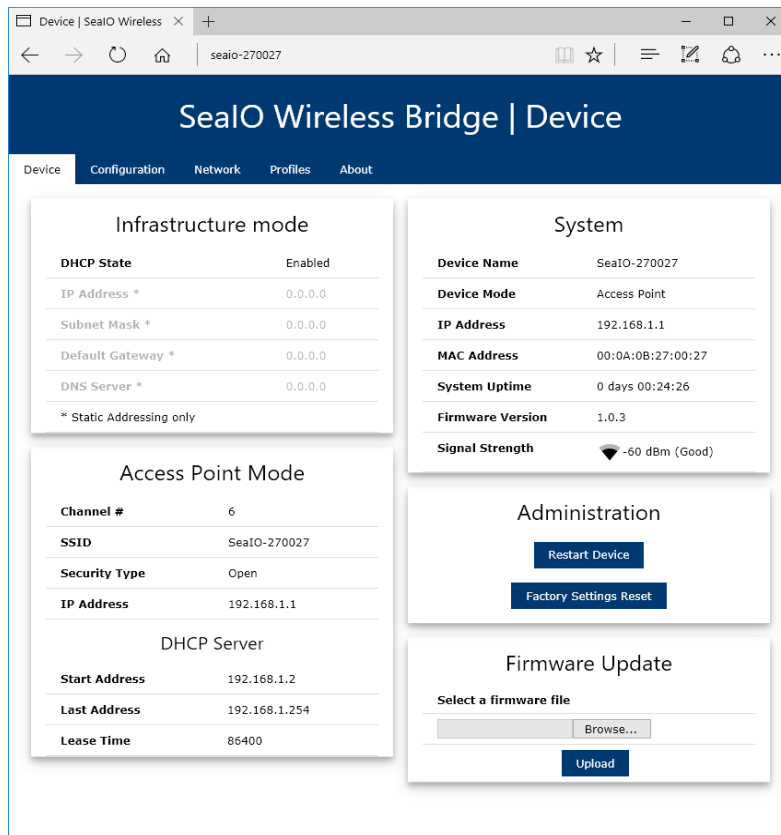 Device | SeaIO Wireless
seaio-270027
SeaIO Wireless Bridge | Device
Device Configuration Network Profiles About
Infrastructure mode
DHCP State Enabled
IP Address * 0.0.0.0
Subnet Mask * 0.0.0.0
Default Gateway * 0.0.0.0
DNS Server * 0.0.0.0
* Static Addressing only
Access Point Mode
Channel # 6
SSID SeaIO-270027
Security Type Open
IP Address 192.168.1.1
DHCP Server
Start Address 192.168.1.2
Last Address 192.168.1.254
Lease Time 86400
System
Device Name SeaIO-270027
Device Mode Access Point
IP Address 192.168.1.1
MAC Address 00:0A:0B:27:00:27
System Uptime 0 days 00:24:26
Firmware Version 1.0.3
Signal Strength -60 dBm (Good)
Administration
Restart Device
Factory Settings Reset
Firmware Update
Select a firmware file
Browse...
Upload